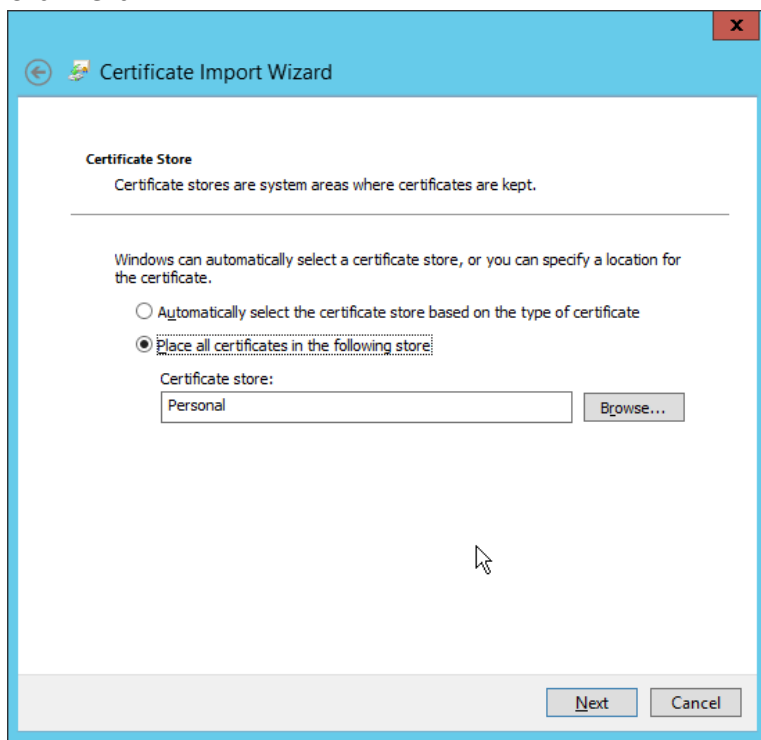 x
Certificate Import Wizard
Certificate Store
Certificate stores are system areas where certificates are kept.
Windows can automatically select a certificate store, or you can specify a location for
the certificate.
Automatically select the certificate store based on the type of certificate
Place all certificates in the following store
Certificate store:
Personal
Browse...
Next
Cancel